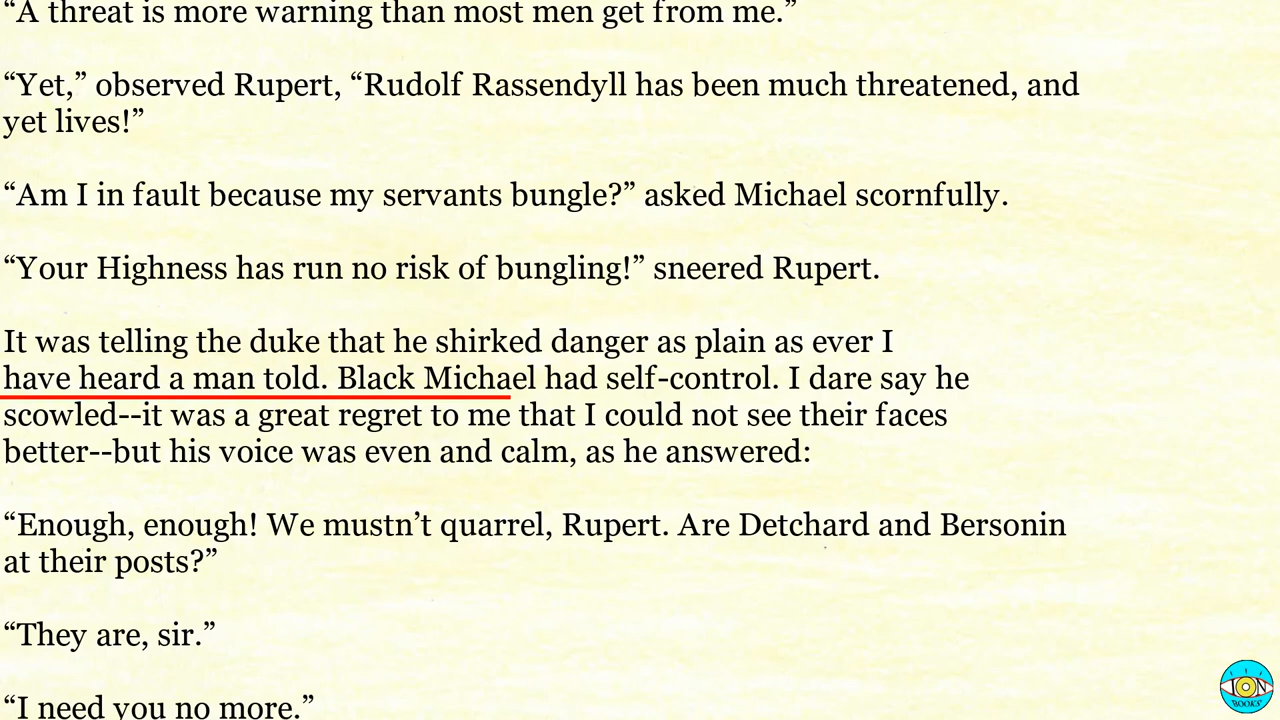 “A threat is more warning than most men get from me.”
“Yet,” observed Rupert, “Rudolf Rassendyll has been much threatened, and
yet lives!”
“Am I in fault because my servants bungle?” asked Michael scornfully.
“Your Highness has run no risk of bungling!” sneered Rupert.
It was telling the duke that he shirked danger as plain as ever I
have heard a man told. Black Michael had self-control. I dare say he
scowled--it was a great regret to me that I could not see their faces
better--but his voice was even and calm, as he answered:
“Enough, enough! We mustn’t quarrel, Rupert. Are Detchard and Bersonin
at their posts?”
“They are, sir.”
“I need you no more.”
ION
BOOKS